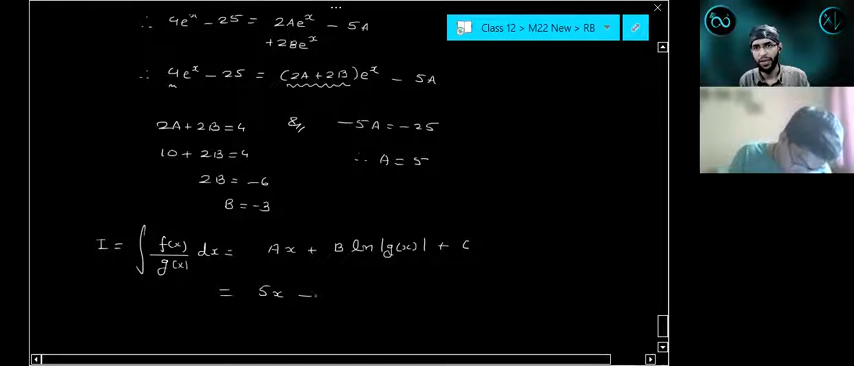 ∴ 4eˣ − 25 = 2Aeˣ − 5A
+ 2Beˣ
∴ 4eˣ − 25 = (2A + 2B)eˣ − 5A
2A + 2B = 4 & −5A = −25
10 + 2B = 4 ∴ A = 5
2B = −6
B = −3
I = ∫ f(x)/g(x) dx = Ax + B ln|g(x)| + C
= 5x −
Class 12 > M22 New > RB